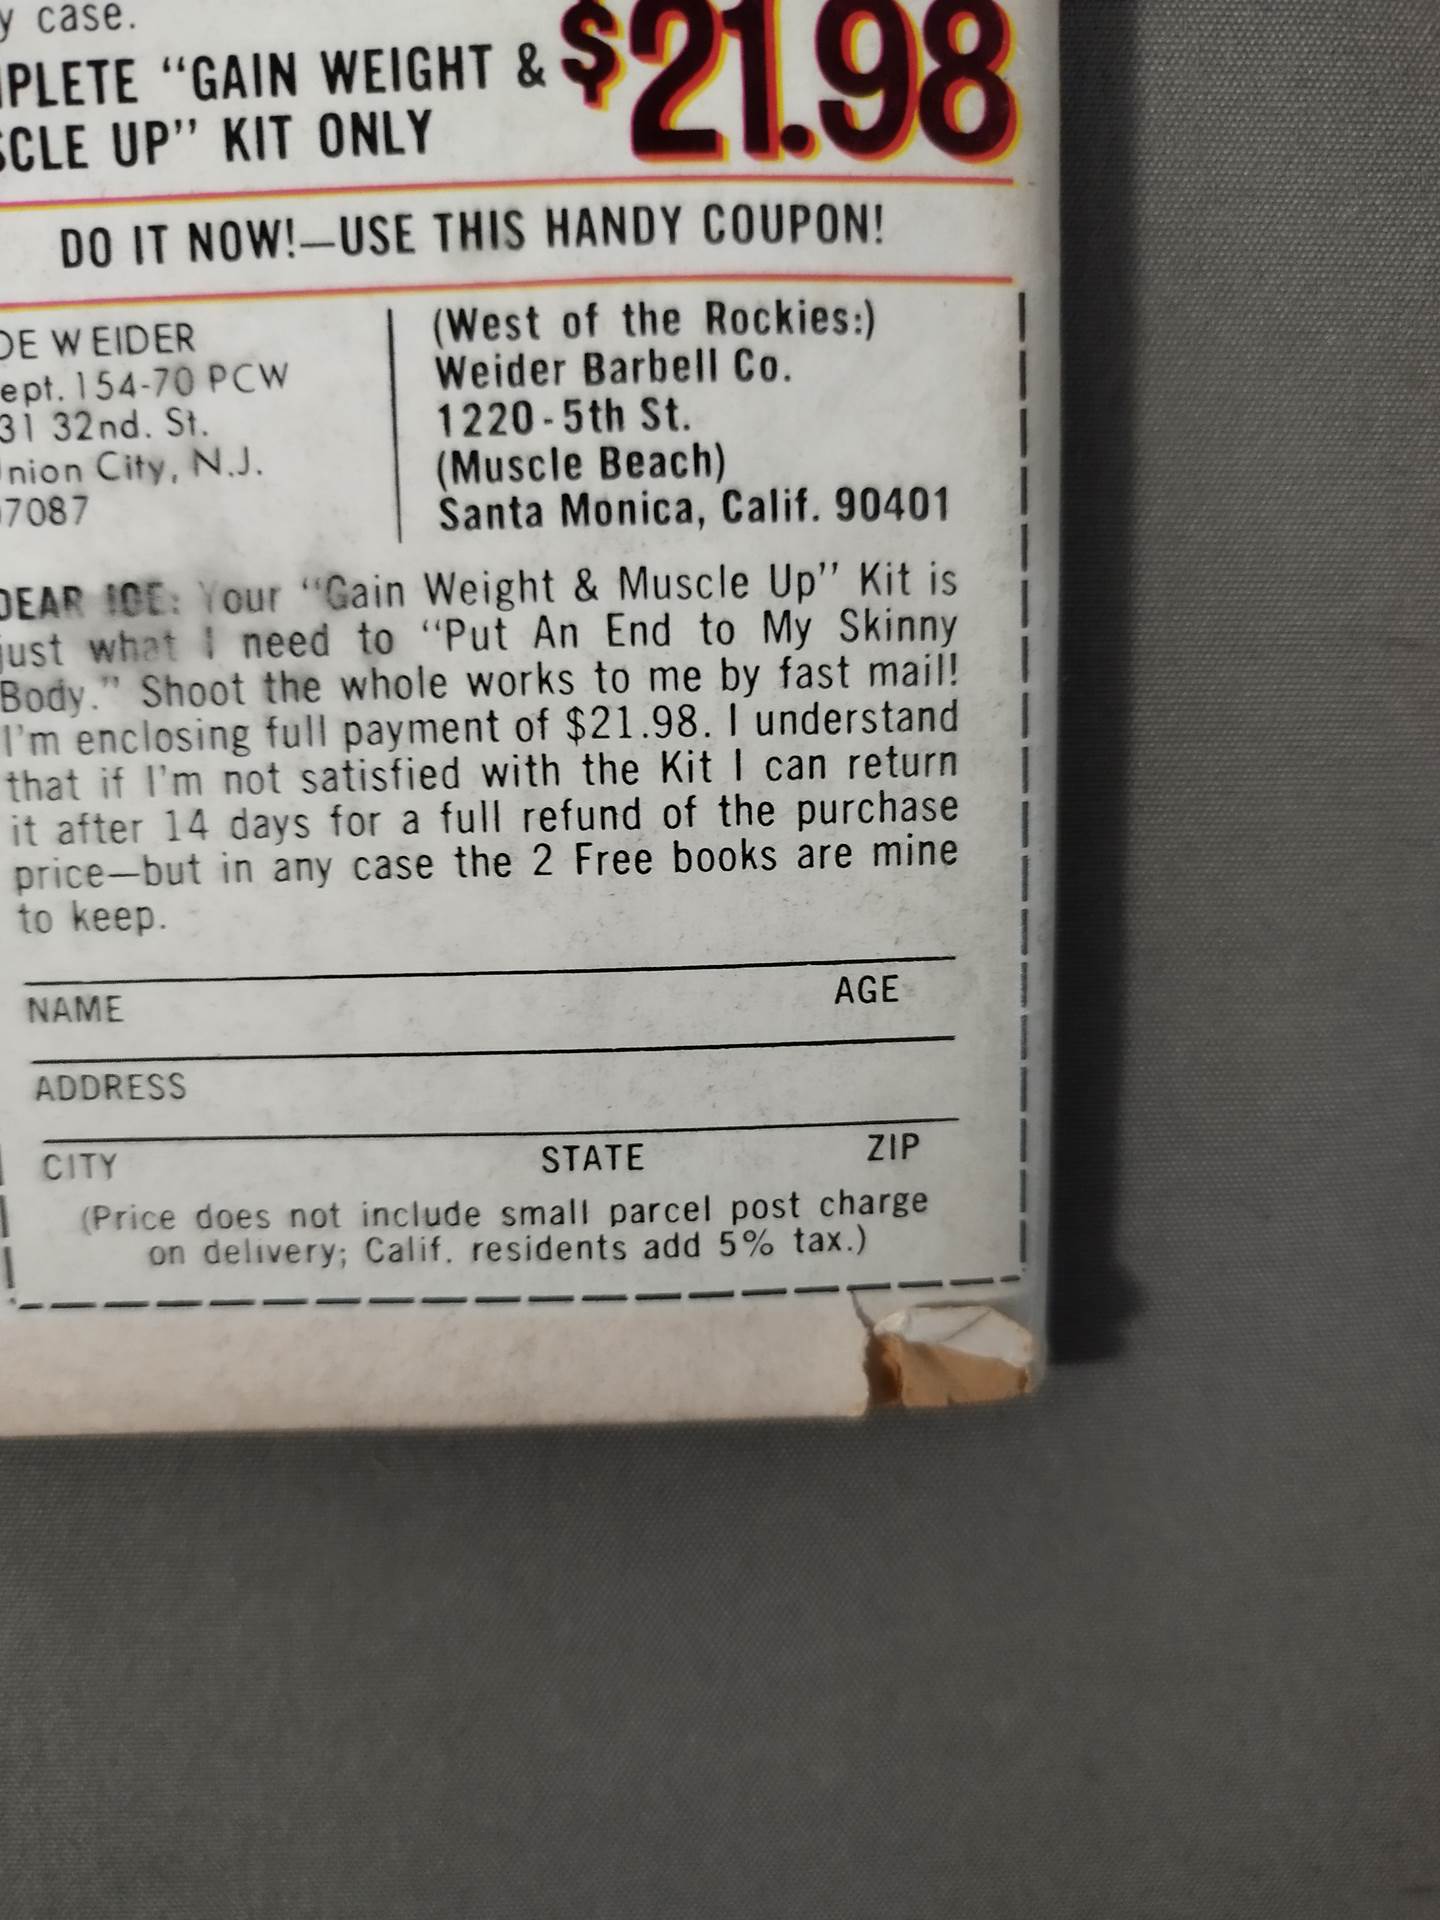 y case.
PLETE "GAIN WEIGHT & $21.98
CLE UP" KIT ONLY
DO IT NOW!—USE THIS HANDY COUPON!
OE WEIDER
ept. 154-70 PCW
31 32nd. St.
nion City, N.J.
7087
(West of the Rockies:)
Weider Barbell Co.
1220-5th St.
(Muscle Beach)
Santa Monica, Calif. 90401
DEAR JOE: Your "Gain Weight & Muscle Up" Kit is
just what I need to "Put An End to My Skinny
Body." Shoot the whole works to me by fast mail!
I'm enclosing full payment of $21.98. I understand
that if I'm not satisfied with the Kit I can return
it after 14 days for a full refund of the purchase
price—but in any case the 2 Free books are mine
to keep.
NAME AGE
ADDRESS
CITY STATE ZIP
(Price does not include small parcel post charge
on delivery; Calif. residents add 5% tax.)